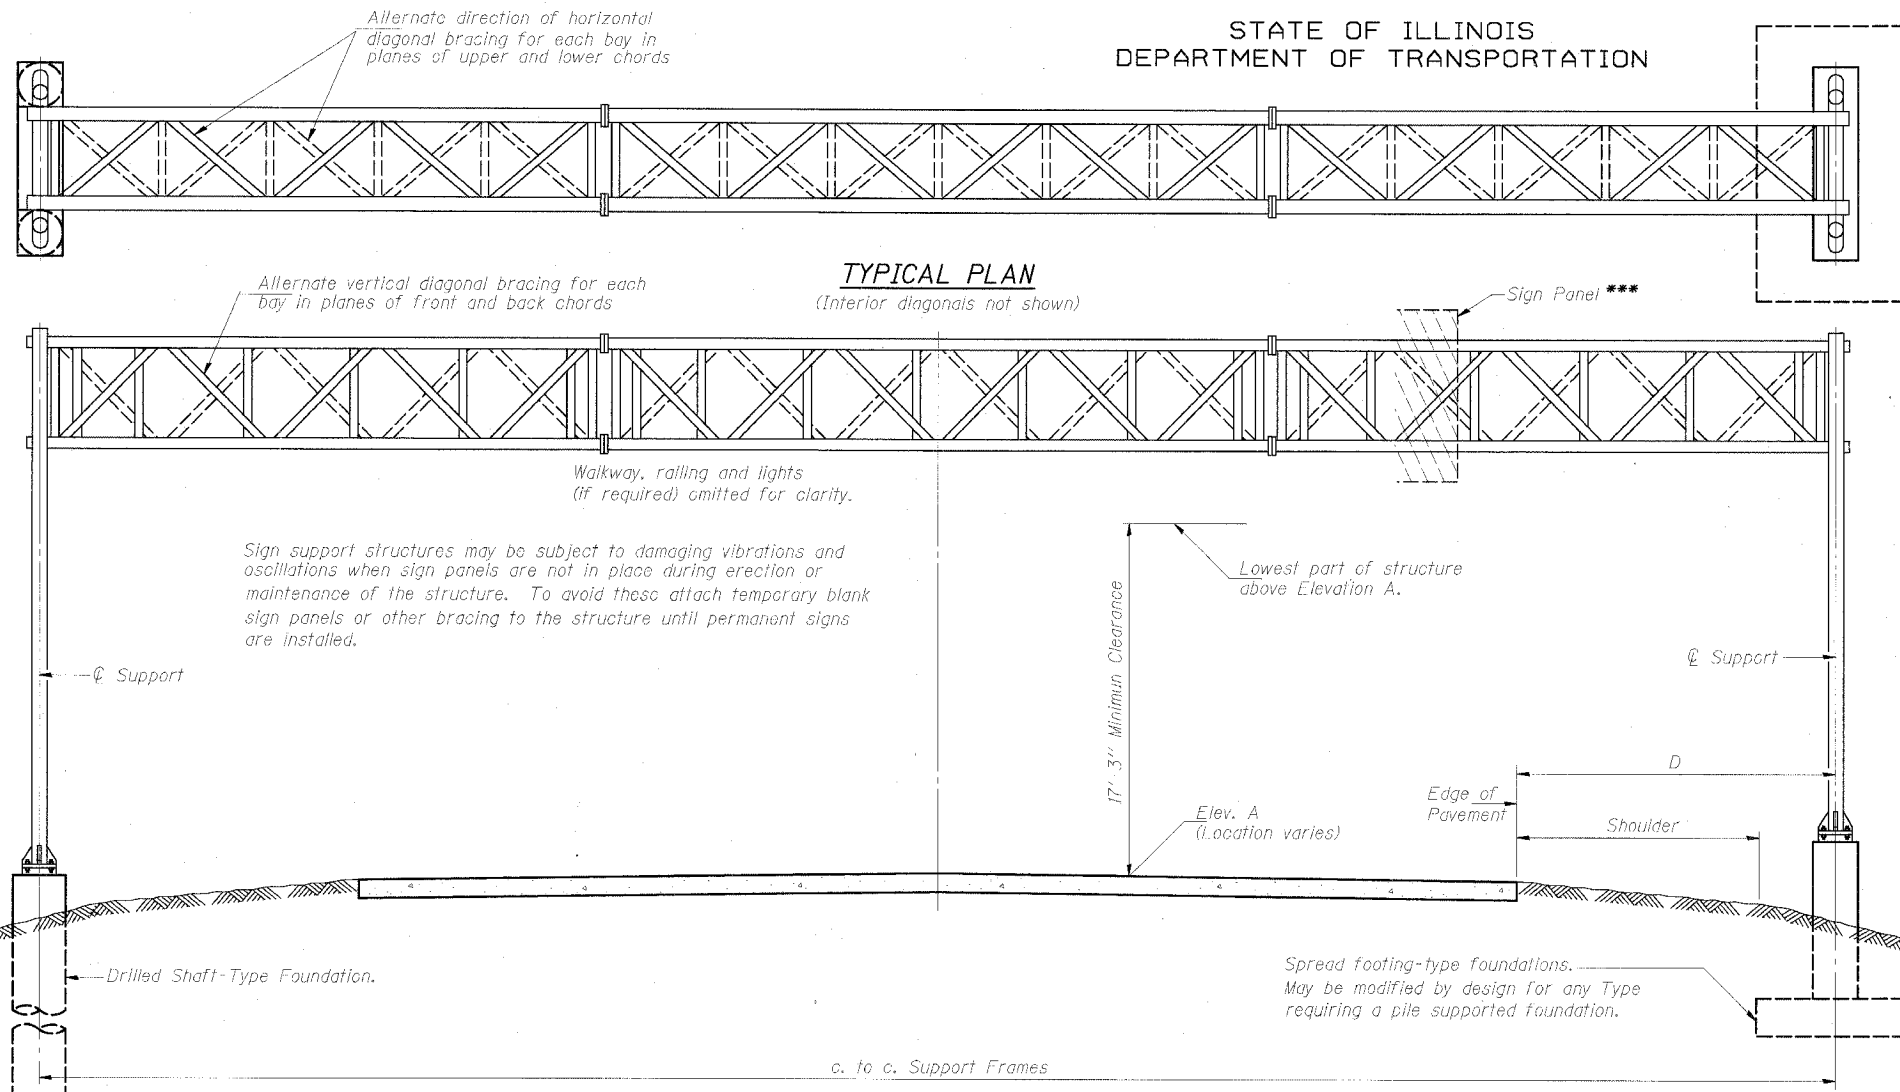 Alternate direction of horizontal
diagonal bracing for each bay in
planes of upper and lower chords
STATE OF ILLINOIS
DEPARTMENT OF TRANSPORTATION
TYPICAL PLAN
(Interior diagonals not shown)
Alternate vertical diagonal bracing for each
bay in planes of front and back chords
Sign Panel ***
Walkway, railing and lights
(if required) omitted for clarity.
Sign support structures may be subject to damaging vibrations and
oscillations when sign panels are not in place during erection or
maintenance of the structure. To avoid these attach temporary blank
sign panels or other bracing to the structure until permanent signs
are installed.
Lowest part of structure
above Elevation A.
17' 3" Minimun Clearance
℄ Support
℄ Support
D
Edge of
Pavement
Elev. A
(Location varies)
Shoulder
Drilled Shaft-Type Foundation.
Spread footing-type foundations.
May be modified by design for any Type
requiring a pile supported foundation.
c. to c. Support Frames